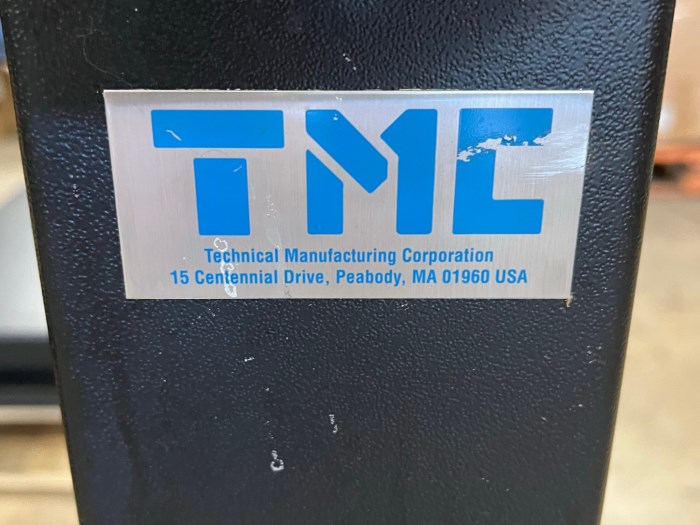 TMC
Technical Manufacturing Corporation
15 Centennial Drive, Peabody, MA 01960 USA